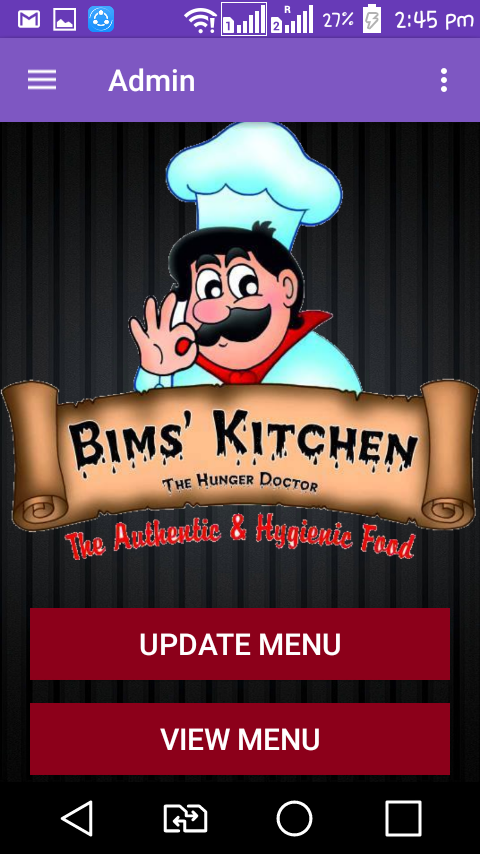 1 R 2 27% 2:45 PM
Admin
BIMS' KITCHEN
THE HUNGER DOCTOR
The Authentic & Hygienic Food
UPDATE MENU
VIEW MENU